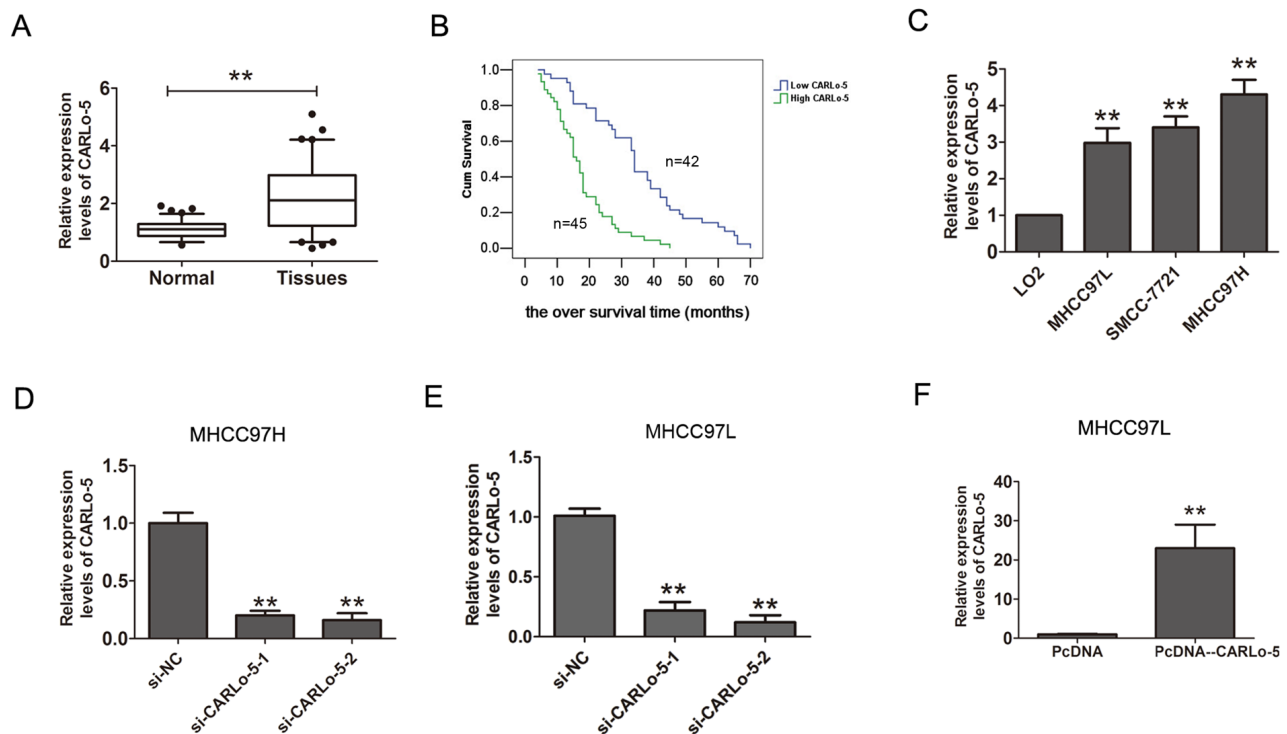 A
Relative expression
levels of CARLo-5
6
4
2
0
**
Normal
Tissues
B
Cum Survival
1.0
0.8
0.6
0.4
0.2
0.0
n=42
n=45
0 10 20 30 40 50 60 70
the over survival time (months)
Low CARLo-5
High CARLo-5
C
Relative expression
levels of CARLo-5
5
4
3
2
1
0
**
**
**
LO2
MHCC97L
SMCC-7721
MHCC97H
D
MHCC97H
Relative expression
levels of CARLo-5
1.5
1.0
0.5
0.0
**
**
si-NC
si-CARLo-5-1
si-CARLo-5-2
E
MHCC97L
Relative expression
levels of CARLo-5
1.5
1.0
0.5
0.0
**
**
si-NC
si-CARLo-5-1
si-CARLo-5-2
F
MHCC97L
Relative expression
levels of CARLo-5
40
30
20
10
0
**
PcDNA
PcDNA--CARLo-5